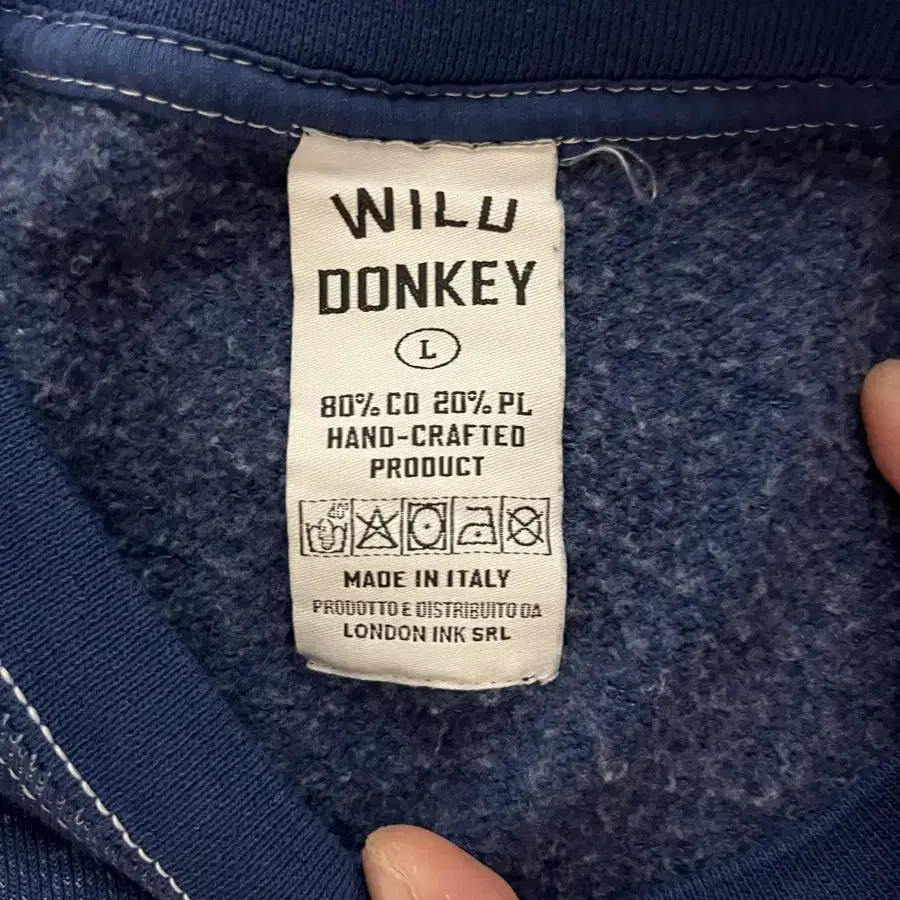 WILD
DONKEY
L
80% CO 20% PL
HAND-CRAFTED
PRODUCT
40°
MADE IN ITALY
PRODOTTO E DISTRIBUITO DA
LONDON INK SRL